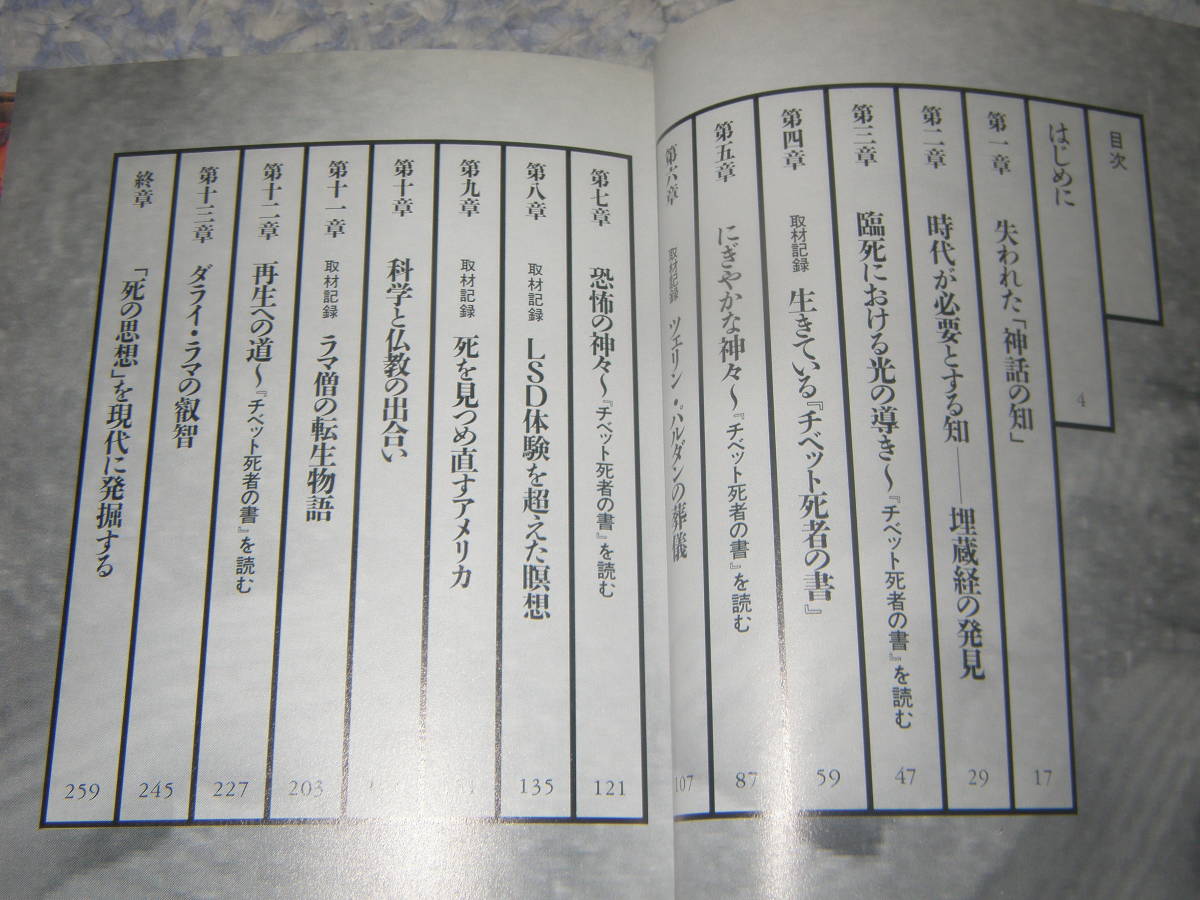 目次
はじめに 4
第一章 失われた「神話の知」 17
第二章 時代が必要とする知――埋蔵経の発見 29
第三章 臨死における光の導き〜『チベット死者の書』を読む 47
第四章 取材記録 生きている『チベット死者の書』 59
第五章 にぎやかな神々〜『チベット死者の書』を読む 87
第六章 取材記録 ツェリン・パルダンの葬儀 107
第七章 恐怖の神々〜『チベット死者の書』を読む 121
第八章 取材記録 LSD体験を超えた瞑想 135
第九章 取材記録 死を見つめ直すアメリカ
第十章 科学と仏教の出合い
第十一章 取材記録 ラマ僧の転生物語 203
第十二章 再生への道〜『チベット死者の書』を読む 227
第十三章 ダライ・ラマの叡智 245
終章 「死の思想」を現代に発掘する 259